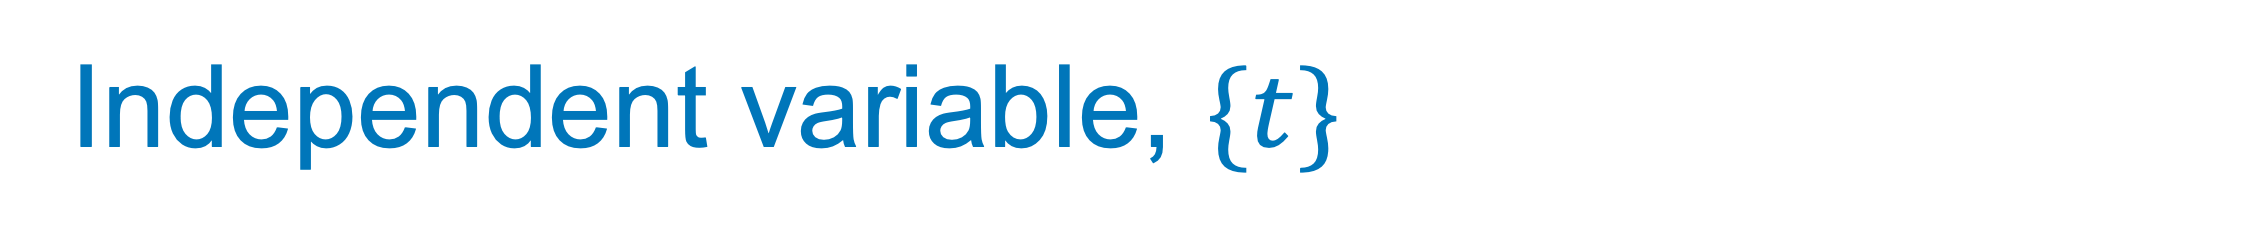 Independent variable, {t}